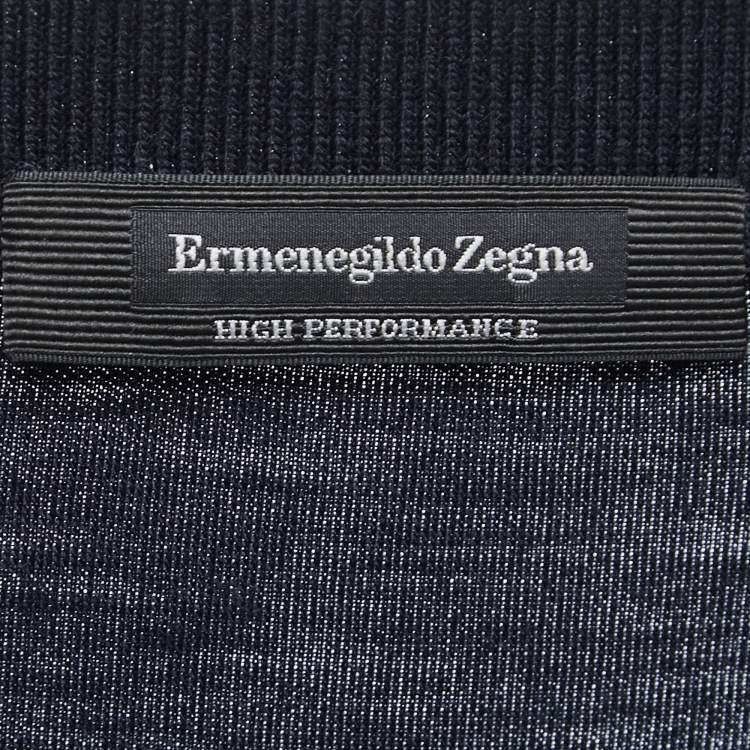 Ermenegildo Zegna
HIGH PERFORMANCE